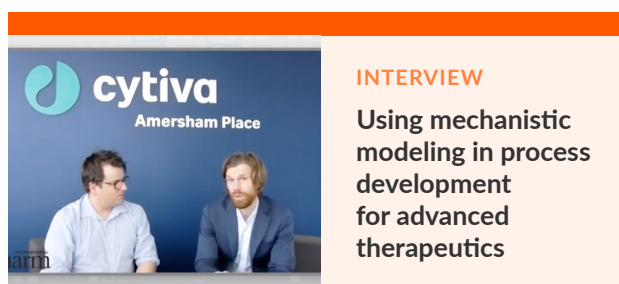 cytiva
Amersham Place
INTERVIEW
Using mechanistic
modeling in process
development
for advanced
therapeutics